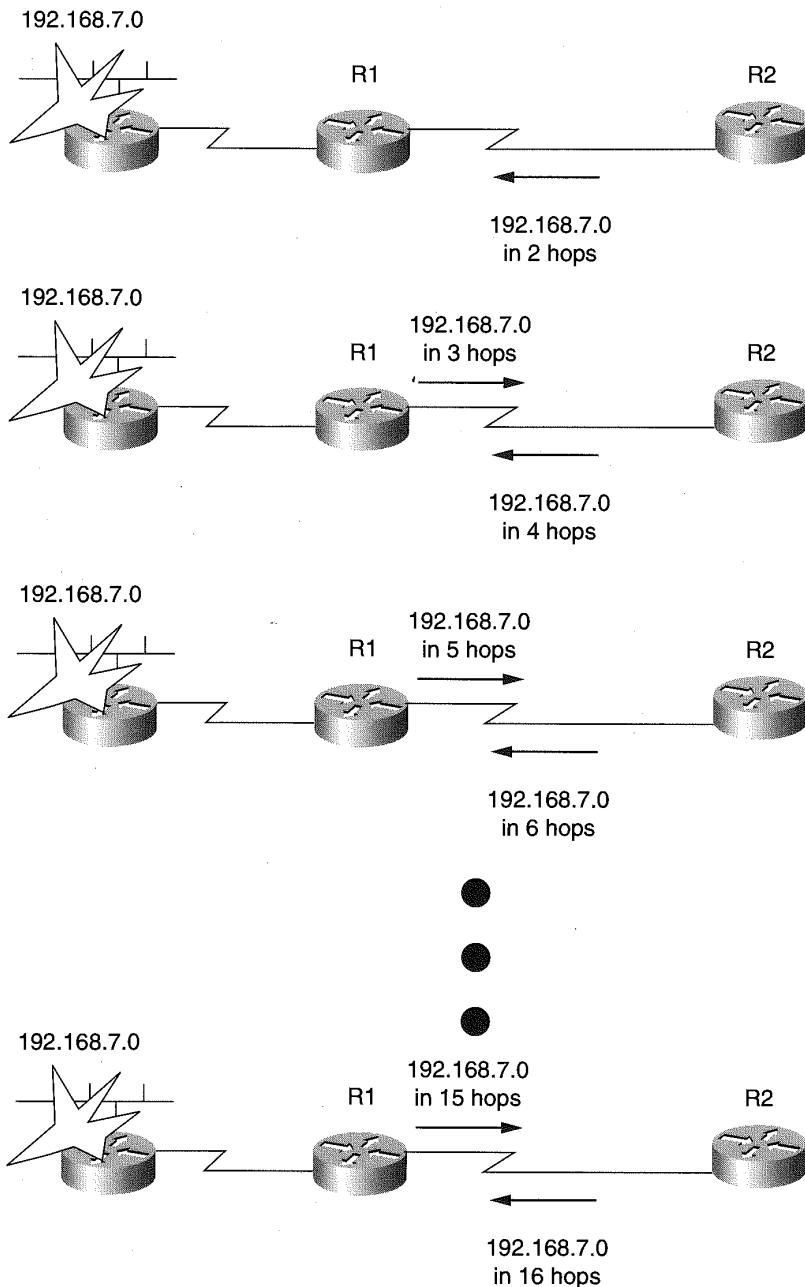 192.168.7.0
R1
R2
192.168.7.0
in 2 hops
192.168.7.0
R1
192.168.7.0
in 3 hops
R2
192.168.7.0
in 4 hops
192.168.7.0
R1
192.168.7.0
in 5 hops
R2
192.168.7.0
in 6 hops
192.168.7.0
R1
192.168.7.0
in 15 hops
R2
192.168.7.0
in 16 hops